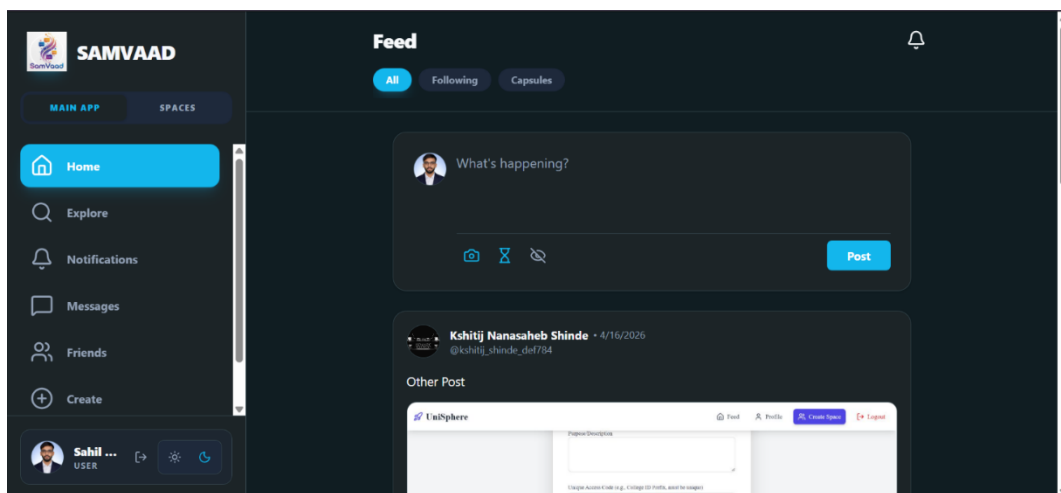 SamVaad
SAMVAAD
MAIN APP SPACES
Home
Explore
Notifications
Messages
Friends
Create
Sahil ...
USER
Feed
All Following Capsules
What's happening?
Post
Kshitij Nanasaheb Shinde • 4/16/2026
@kshitij_shinde_def784
Other Post
UniSphere Feed Profile Create Space Logout
Purpose/Description
Unique Access Code (e.g., College ID Prefix, must be unique)